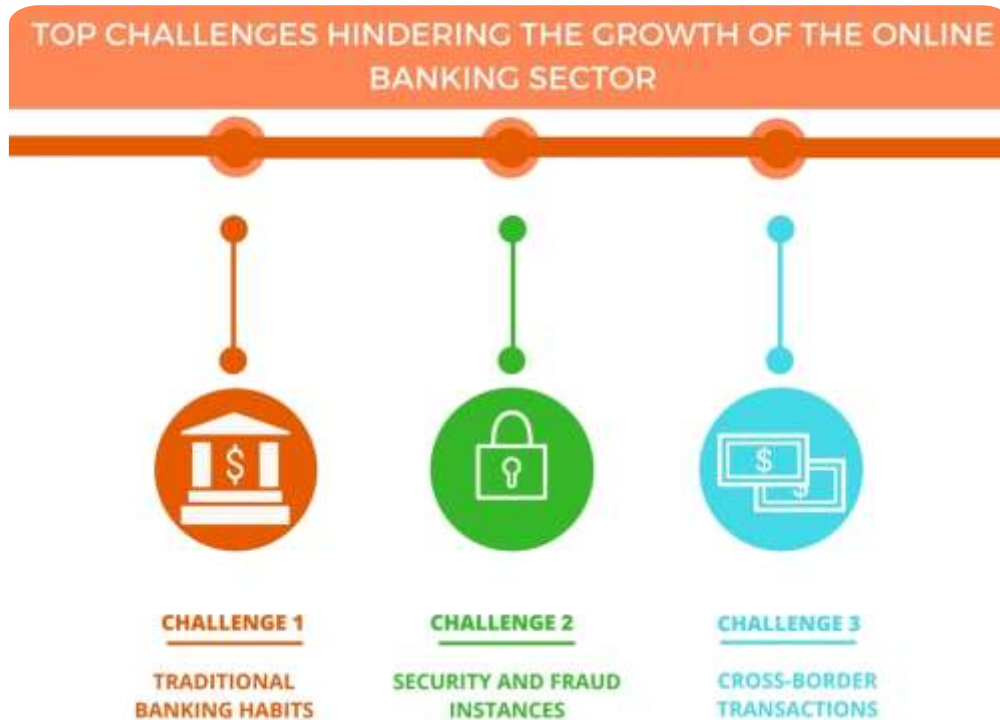 TOP CHALLENGES HINDERING THE GROWTH OF THE ONLINE
BANKING SECTOR
$
$
$
CHALLENGE 1
TRADITIONAL
BANKING HABITS
CHALLENGE 2
SECURITY AND FRAUD
INSTANCES
CHALLENGE 3
CROSS-BORDER
TRANSACTIONS